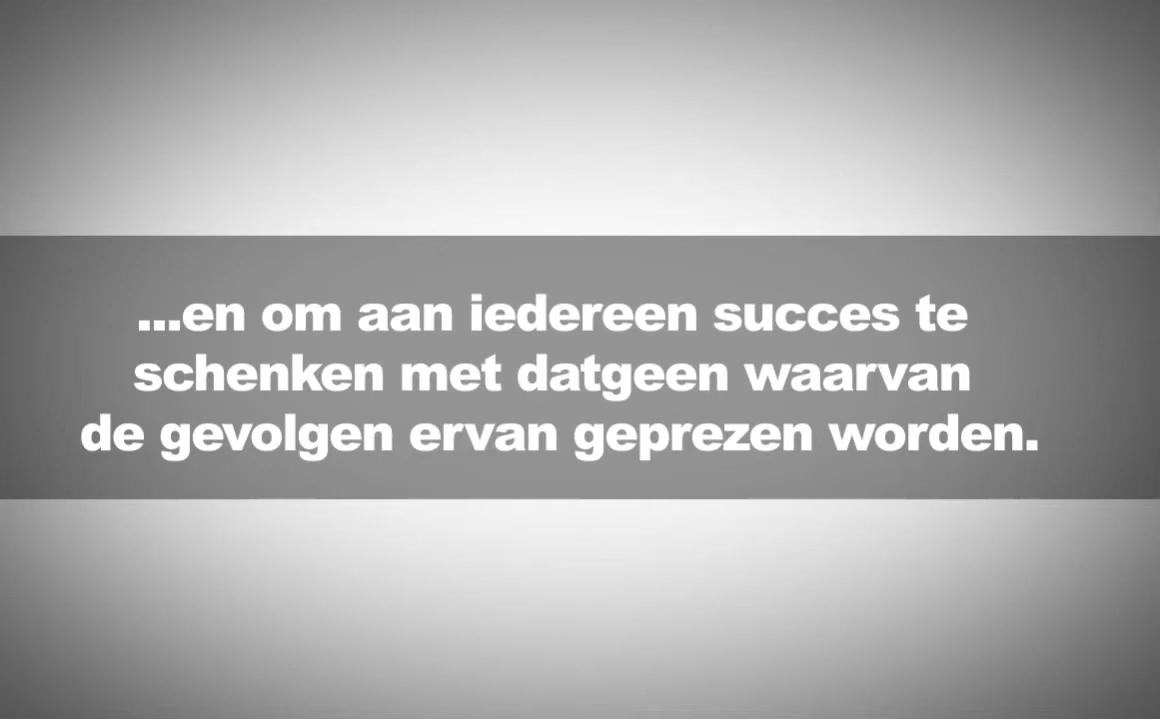 ...en om aan iedereen succes te
schenken met datgeen waarvan
de gevolgen ervan geprezen worden.